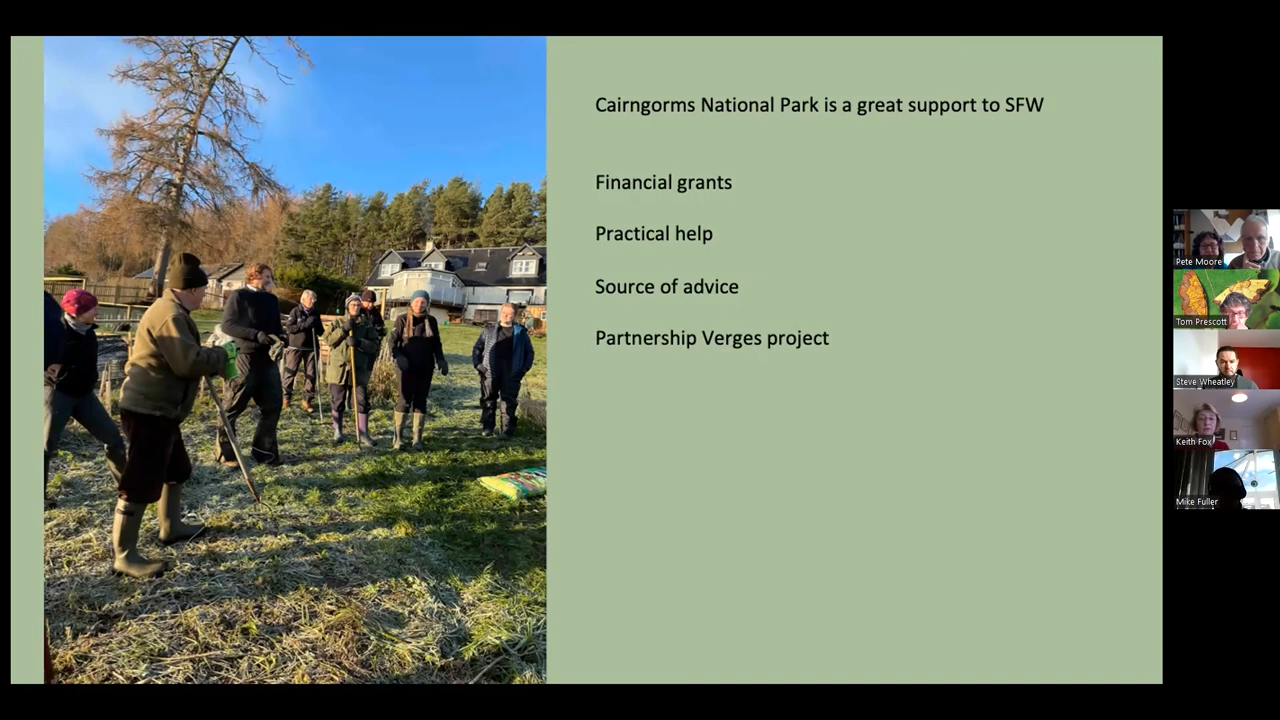 Cairngorms National Park is a great support to SFW
Financial grants
Practical help
Source of advice
Partnership Verges project
Pete Moore
Tom Prescott
Steve Wheatley
Keith Fox
Mike Fuller